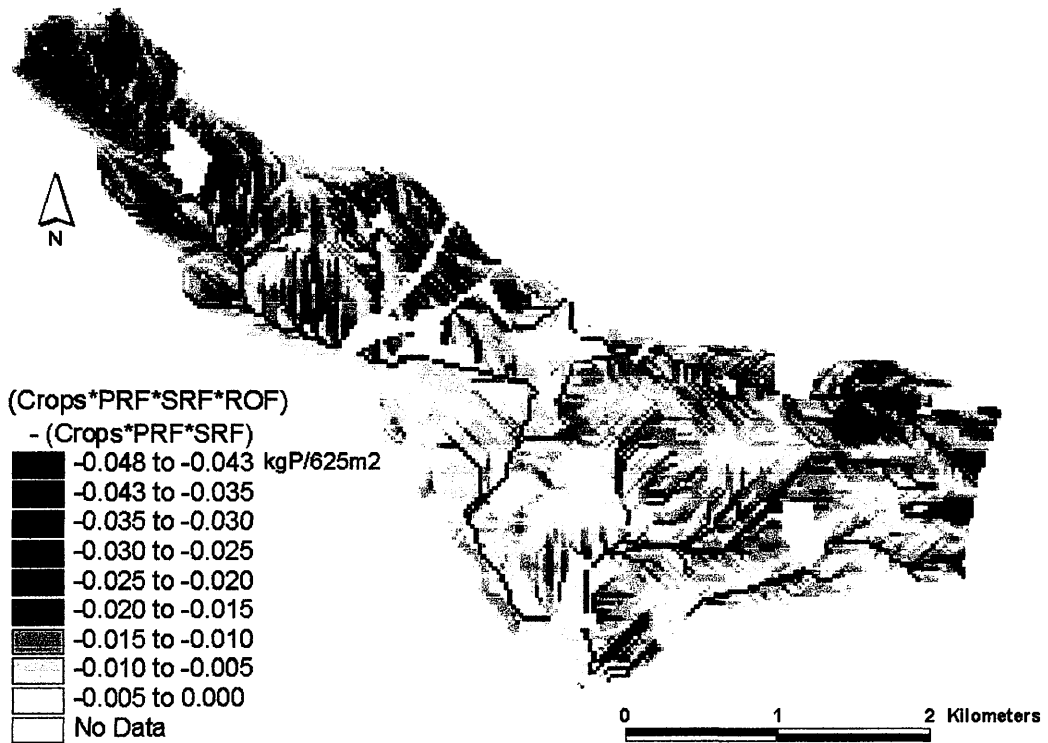 N
(Crops*PRF*SRF*ROF)
- (Crops*PRF*SRF)
-0.048 to -0.043 kgP/625m2
-0.043 to -0.035
-0.035 to -0.030
-0.030 to -0.025
-0.025 to -0.020
-0.020 to -0.015
-0.015 to -0.010
-0.010 to -0.005
-0.005 to 0.000
No Data
0 1 2 Kilometers